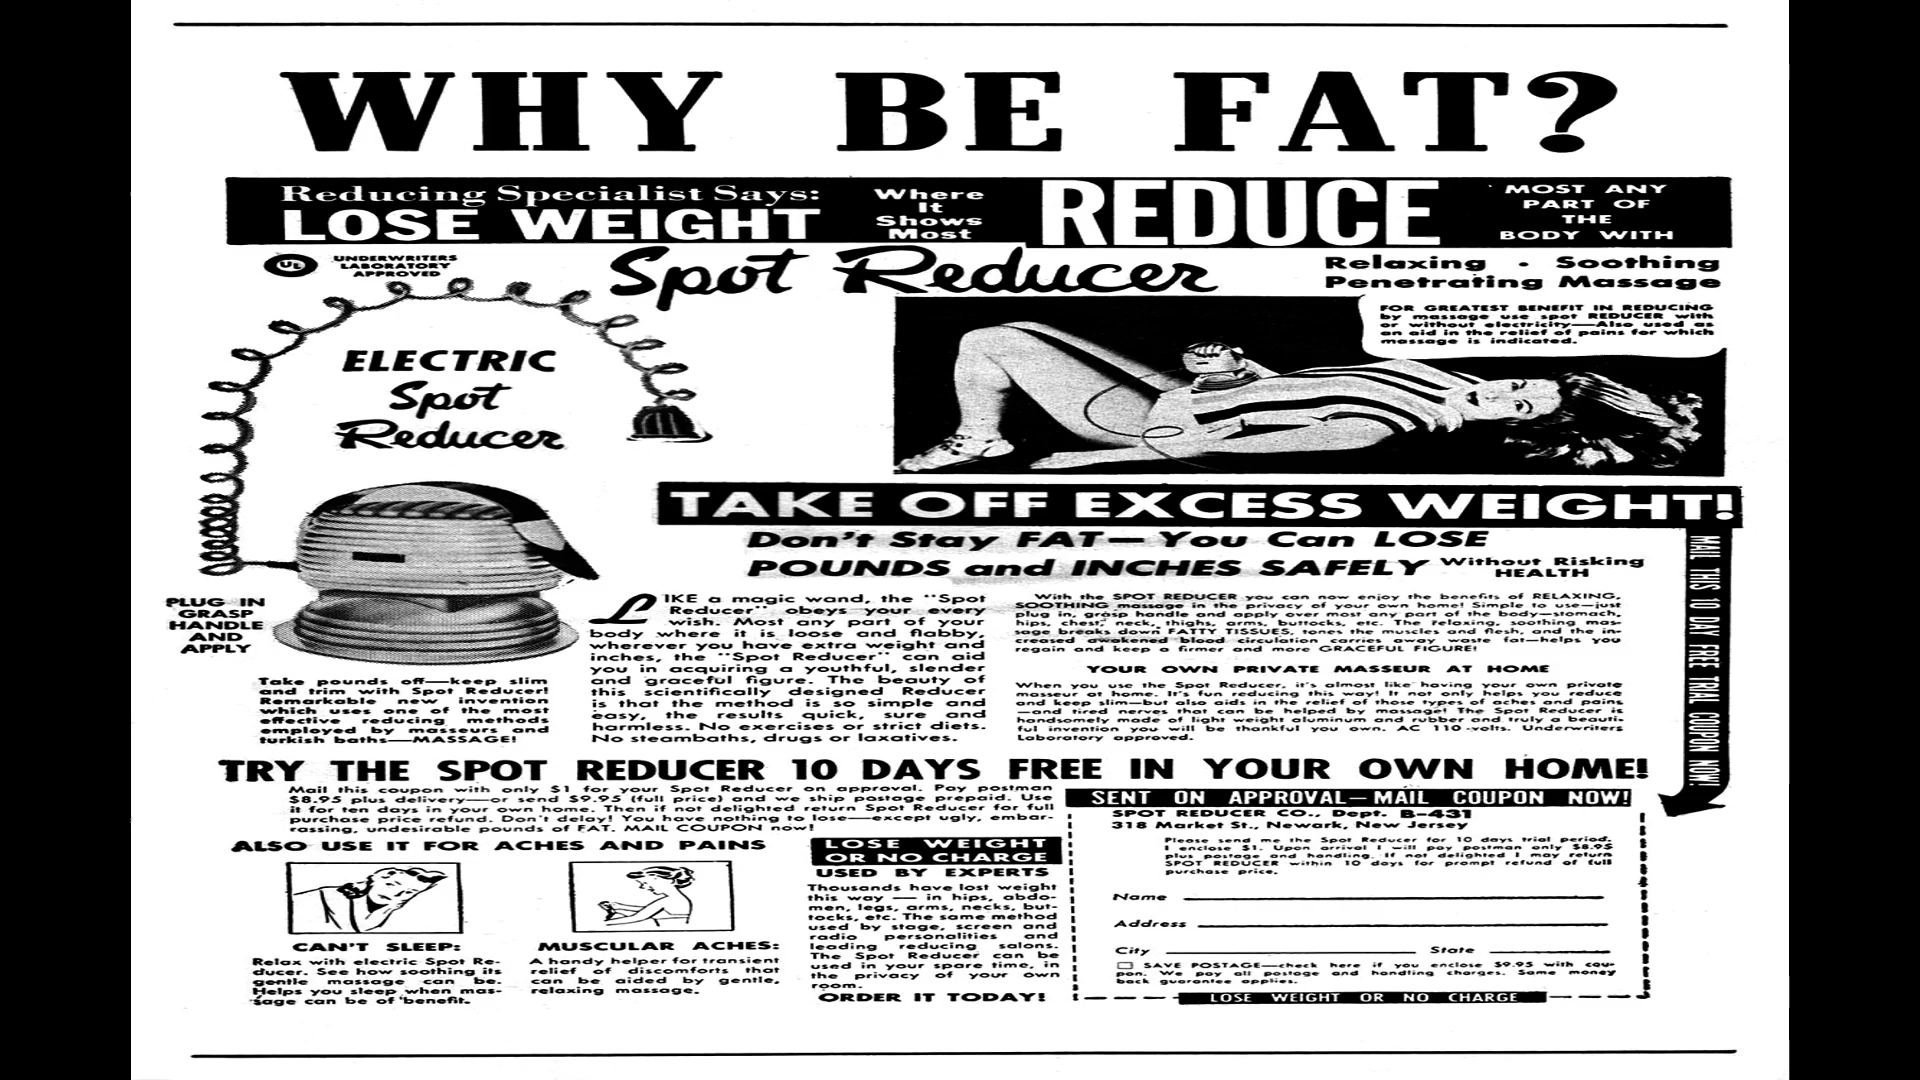 WHY BE FAT?
Reducing Specialist Says:
LOSE WEIGHT
Where
It
Shows
Most
REDUCE
MOST ANY
PART OF
THE
BODY WITH
UL
UNDERWRITERS
LABORATORY
APPROVED
Spot Reducer
Relaxing • Soothing
Penetrating Massage
FOR GREATEST BENEFIT IN REDUCING
by massage use spot REDUCER with
or without electricity—Also used as
an aid in the relief of pains for which
massage is indicated.
ELECTRIC
Spot
Reducer
TAKE OFF EXCESS WEIGHT!
Don't Stay FAT—You Can LOSE
POUNDS and INCHES SAFELY Without Risking
HEALTH
PLUG IN
GRASP
HANDLE
AND
APPLY
Take pounds off—keep slim
and trim with Spot Reducer!
Remarkable new invention
which uses one of the most
effective reducing methods
employed by masseurs and
turkish baths—MASSAGE!
LIKE a magic wand, the "Spot
Reducer" obeys your every
wish. Most any part of your
body where it is loose and flabby,
wherever you have extra weight and
inches, the "Spot Reducer" can aid
you in acquiring a youthful, slender
and graceful figure. The beauty of
this scientifically designed Reducer
is that the method is so simple and
easy, the results quick, sure and
harmless. No exercises or strict diets.
No steambaths, drugs or laxatives.
With the SPOT REDUCER you can now enjoy the benefits of RELAXING,
SOOTHING massage in the privacy of your own home! Simple to use—just
plug in, grasp handle and apply over most any part of the body—stomach,
hips, chest, neck, thighs, arms, buttocks, etc. The relaxing, soothing mas-
sage breaks down FATTY TISSUES, tones the muscles and flesh, and the in-
creased awakened blood circulation carries away waste fat—helps you
regain and keep a firmer and more GRACEFUL FIGURE!
YOUR OWN PRIVATE MASSEUR AT HOME
When you use the Spot Reducer, it's almost like having your own private
masseur at home. It's fun reducing this way! It not only helps you reduce
and keep slim—but also aids in the relief of those types of aches and pains
—and tired nerves that can be helped by massage! The Spot Reducer is
handsomely made of light weight aluminum and rubber and truly a beauti-
ful invention you will be thankful you own. AC 110 volts. Underwriters
Laboratory approved.
MAIL THIS 10 DAY FREE TRIAL COUPON NOW!
TRY THE SPOT REDUCER 10 DAYS FREE IN YOUR OWN HOME!
Mail this coupon with only $1 for your Spot Reducer on approval. Pay postman
$8.95 plus delivery—or send $9.95 (full price) and we ship postage prepaid. Use
it for ten days in your own home. Then if not delighted return Spot Reducer for full
purchase price refund. Don't delay! You have nothing to lose—except ugly, embar-
rassing, undesirable pounds of FAT. MAIL COUPON now!
ALSO USE IT FOR ACHES AND PAINS
CAN'T SLEEP:
Relax with electric Spot Re-
ducer. See how soothing its
gentle massage can be.
Helps you sleep when mas-
sage can be of benefit.
MUSCULAR ACHES:
A handy helper for transient
relief of discomforts that
can be aided by gentle,
relaxing massage.
LOSE WEIGHT
OR NO CHARGE
USED BY EXPERTS
Thousands have lost weight
this way — in hips, abdo-
men, legs, arms, necks, but-
tocks, etc. The same method
used by stage, screen and
radio personalities and
leading reducing salons.
The Spot Reducer can be
used in your spare time, in
the privacy of your own
room.
ORDER IT TODAY!
SENT ON APPROVAL—MAIL COUPON NOW!
SPOT REDUCER CO., Dept. B-431
318 Market St., Newark, New Jersey
Please send me the Spot Reducer for 10 days trial period.
I enclose $1. Upon arrival I will pay postman only $8.95
plus postage and handling. If not delighted I may return
SPOT REDUCER within 10 days for prompt refund of full
purchase price.
Name
Address
City State
SAVE POSTAGE—check here if you enclose $9.95 with cou-
pon. We pay all postage and handling charges. Same money
back guarantee applies.
LOSE WEIGHT OR NO CHARGE